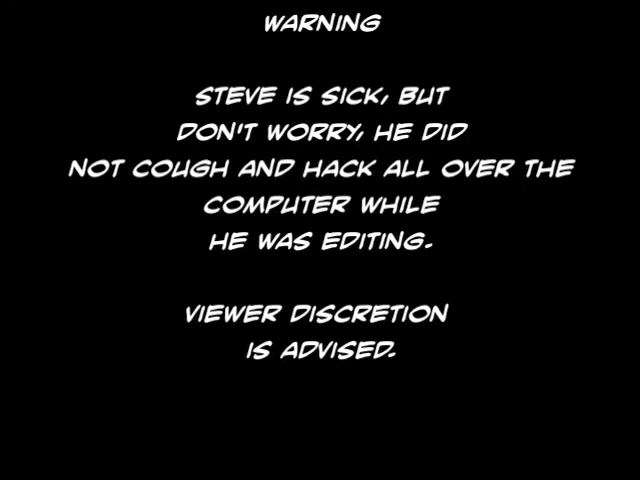 WARNING
STEVE IS SICK, BUT
DON'T WORRY, HE DID
NOT COUGH AND HACK ALL OVER THE
COMPUTER WHILE
HE WAS EDITING.
VIEWER DISCRETION
IS ADVISED.